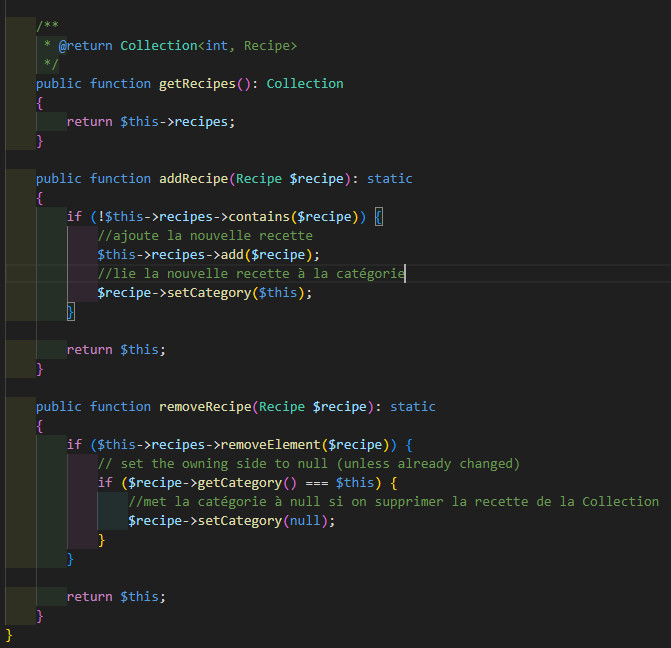 /**
 * @return Collection<int, Recipe>
 */
public function getRecipes(): Collection
{
    return $this->recipes;
}

public function addRecipe(Recipe $recipe): static
{
    if (!$this->recipes->contains($recipe)) {
        //ajoute la nouvelle recette
        $this->recipes->add($recipe);
        //lie la nouvelle recette à la catégorie
        $recipe->setCategory($this);
    }

    return $this;
}

public function removeRecipe(Recipe $recipe): static
{
    if ($this->recipes->removeElement($recipe)) {
        // set the owning side to null (unless already changed)
        if ($recipe->getCategory() === $this) {
            //met la catégorie à null si on supprimer la recette de la Collection
            $recipe->setCategory(null);
        }
    }

    return $this;
}
}